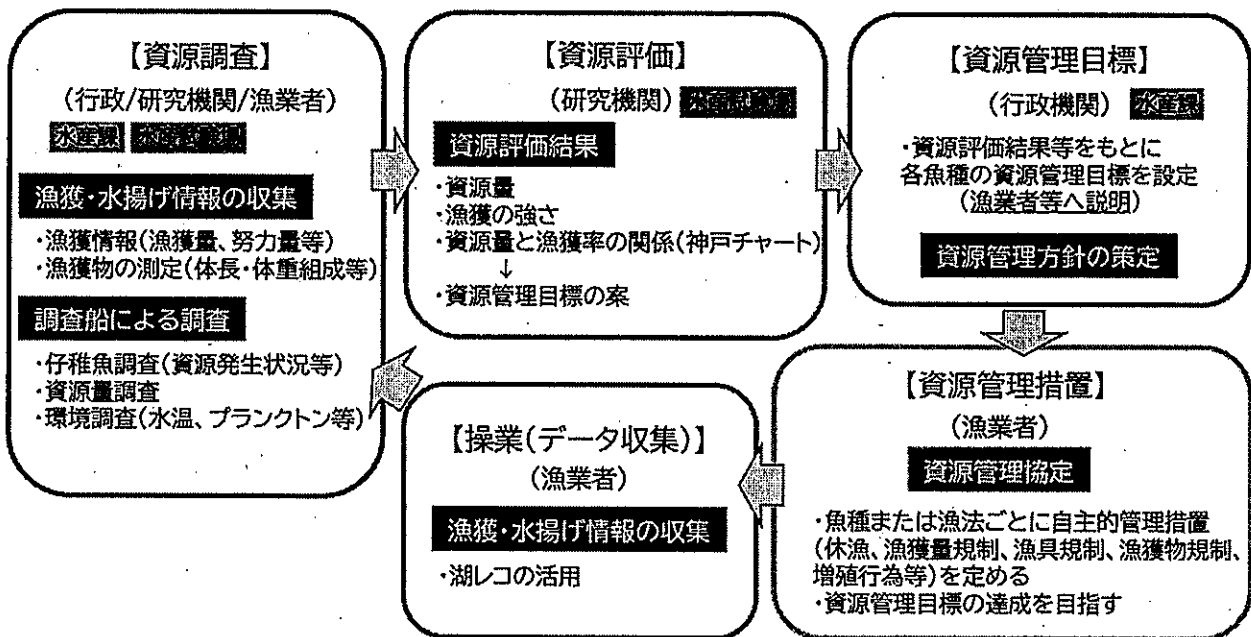 【資源調査】
(行政/研究機関/漁業者)
水産課 水産試験場
漁獲・水揚げ情報の収集
・漁獲情報(漁獲量、努力量等)
・漁獲物の測定(体長・体重組成等)
調査船による調査
・仔稚魚調査(資源発生状況等)
・資源量調査
・環境調査(水温、プランクトン等)
【資源評価】
(研究機関) 水産試験場
資源評価結果
・資源量
・漁獲の強さ
・資源量と漁獲率の関係(神戸チャート)
↓
・資源管理目標の案
【資源管理目標】
(行政機関) 水産課
・資源評価結果等をもとに
各魚種の資源管理目標を設定
(漁業者等へ説明)
資源管理方針の策定
【資源管理措置】
(漁業者)
資源管理協定
・魚種または漁法ごとに自主的管理措置
(休漁、漁獲量規制、漁具規制、漁獲物規制、
増殖行為等)を定める
・資源管理目標の達成を目指す
【操業(データ収集)】
(漁業者)
漁獲・水揚げ情報の収集
・湖レコの活用